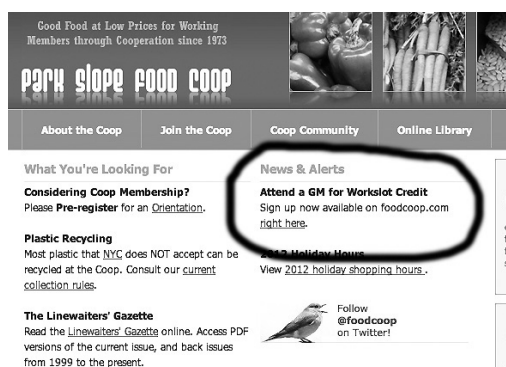 Good Food at Low Prices for Working
Members through Cooperation since 1973
PARK SLOPE FOOD COOP
About the Coop
Join the Coop
Coop Community
Online Library
What You're Looking For
Considering Coop Membership?
Please Pre-register for an Orientation.
Plastic Recycling
Most plastic that NYC does NOT accept can be
recycled at the Coop. Consult our current
collection rules.
The Linewaiters' Gazette
Read the Linewaiters' Gazette online. Access PDF
versions of the current issue, and back issues
from 1999 to the present.
News & Alerts
Attend a GM for Workslot Credit
Sign up now available on foodcoop.com
right here.
2012 Holiday Hours
View 2012 holiday shopping hours .
Follow
@foodcoop
on Twitter!